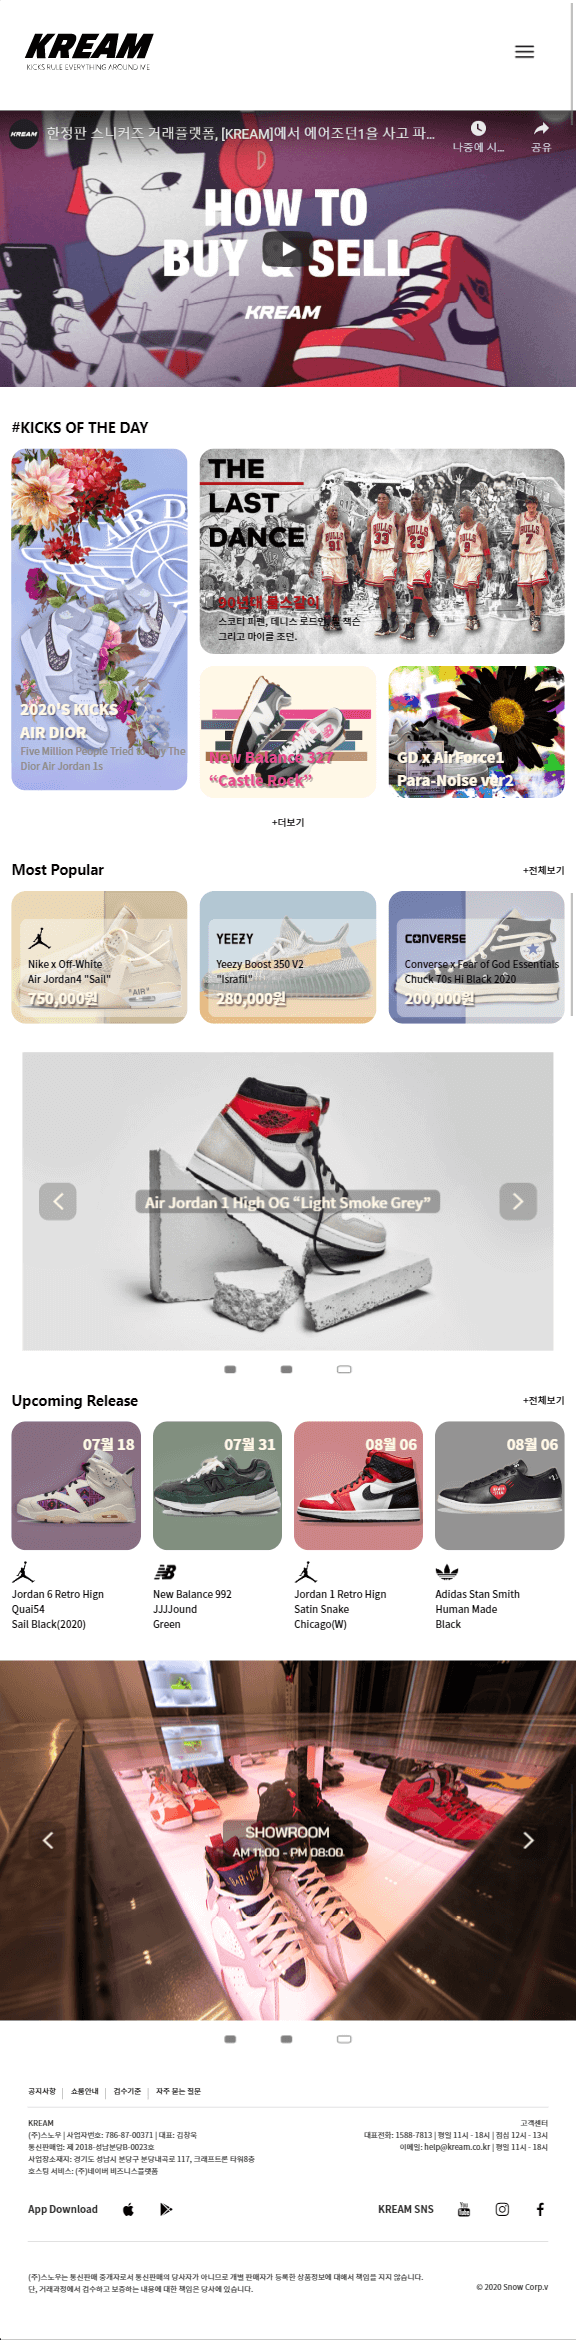 KREAM
KICKS RULE EVERYTHING AROUND ME
KREAM
한정판 스니커즈 거래플랫폼, [KREAM]에서 에어조던1을 사고 파...
나중에 시...
공유
HOW TO
BUY & SELL
KREAM
#KICKS OF THE DAY
AIR D
2020'S KICKS
AIR DIOR
Five Million People Tried to Buy The
Dior Air Jordan 1s
THE
LAST
DANCE
BULLS
91
BULLS
33
BULLS
23
BULLS
9
BULLS
7
90년대 불스같이
스코티 피펜, 데니스 로드먼, 필 잭슨
그리고 마이클 조던.
New Balance 327
“Castle Rock”
GD x AirForce1
Para-Noise ver2
+더보기
Most Popular
+전체보기
Nike x Off-White
Air Jordan4 "Sail"
750,000원
"AIR"
YEEZY
Yeezy Boost 350 V2
"Israfil"
280,000원
CONVERSE
Converse x Fear of God Essentials
Chuck 70s Hi Black 2020
200,000원
Air Jordan 1 High OG “Light Smoke Grey”
Upcoming Release
+전체보기
07월 18
07월 31
08월 06
08월 06
Jordan 6 Retro Hign
Quai54
Sail Black(2020)
New Balance 992
JJJJound
Green
Jordan 1 Retro Hign
Satin Snake
Chicago(W)
Adidas Stan Smith
Human Made
Black
SHOWROOM
AM 11:00 - PM 08:00
공지사항 | 쇼룸안내 | 검수기준 | 자주 묻는 질문
KREAM
(주)스노우 | 사업자번호: 786-87-00371 | 대표: 김창욱
통신판매업: 제 2018-성남분당B-0023호
사업장소재지: 경기도 성남시 분당구 분당내곡로 117, 크래프트론 타워8층
호스팅 서비스: (주)네이버 비즈니스플랫폼
고객센터
대표전화: 1588-7813 | 평일 11시 - 18시 | 점심 12시 - 13시
이메일: help@kream.co.kr | 평일 11시 - 18시
App Download
KREAM SNS
You
Tube
(주)스노우는 통신판매 중개자로서 통신판매의 당사자가 아니므로 개별 판매자가 등록한 상품정보에 대해서 책임을 지지 않습니다.
단, 거래과정에서 검수하고 보증하는 내용에 대한 책임은 당사에 있습니다.
© 2020 Snow Corp.v